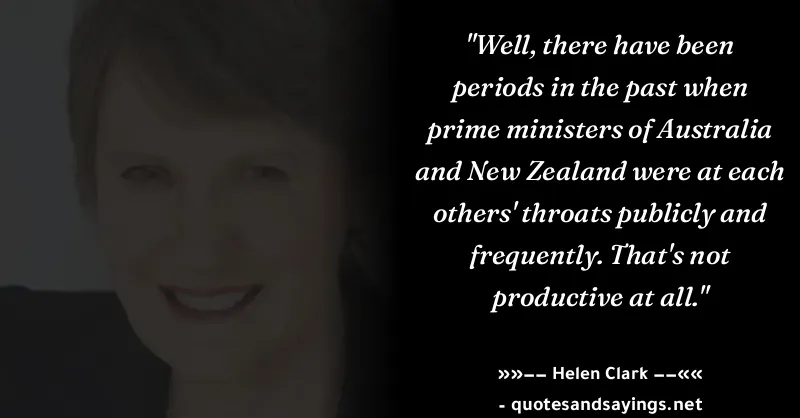 "Well, there have been
periods in the past when
prime ministers of Australia
and New Zealand were at each
others' throats publicly and
frequently. That's not
productive at all."
»»–– Helen Clark ––««
- quotesandsayings.net